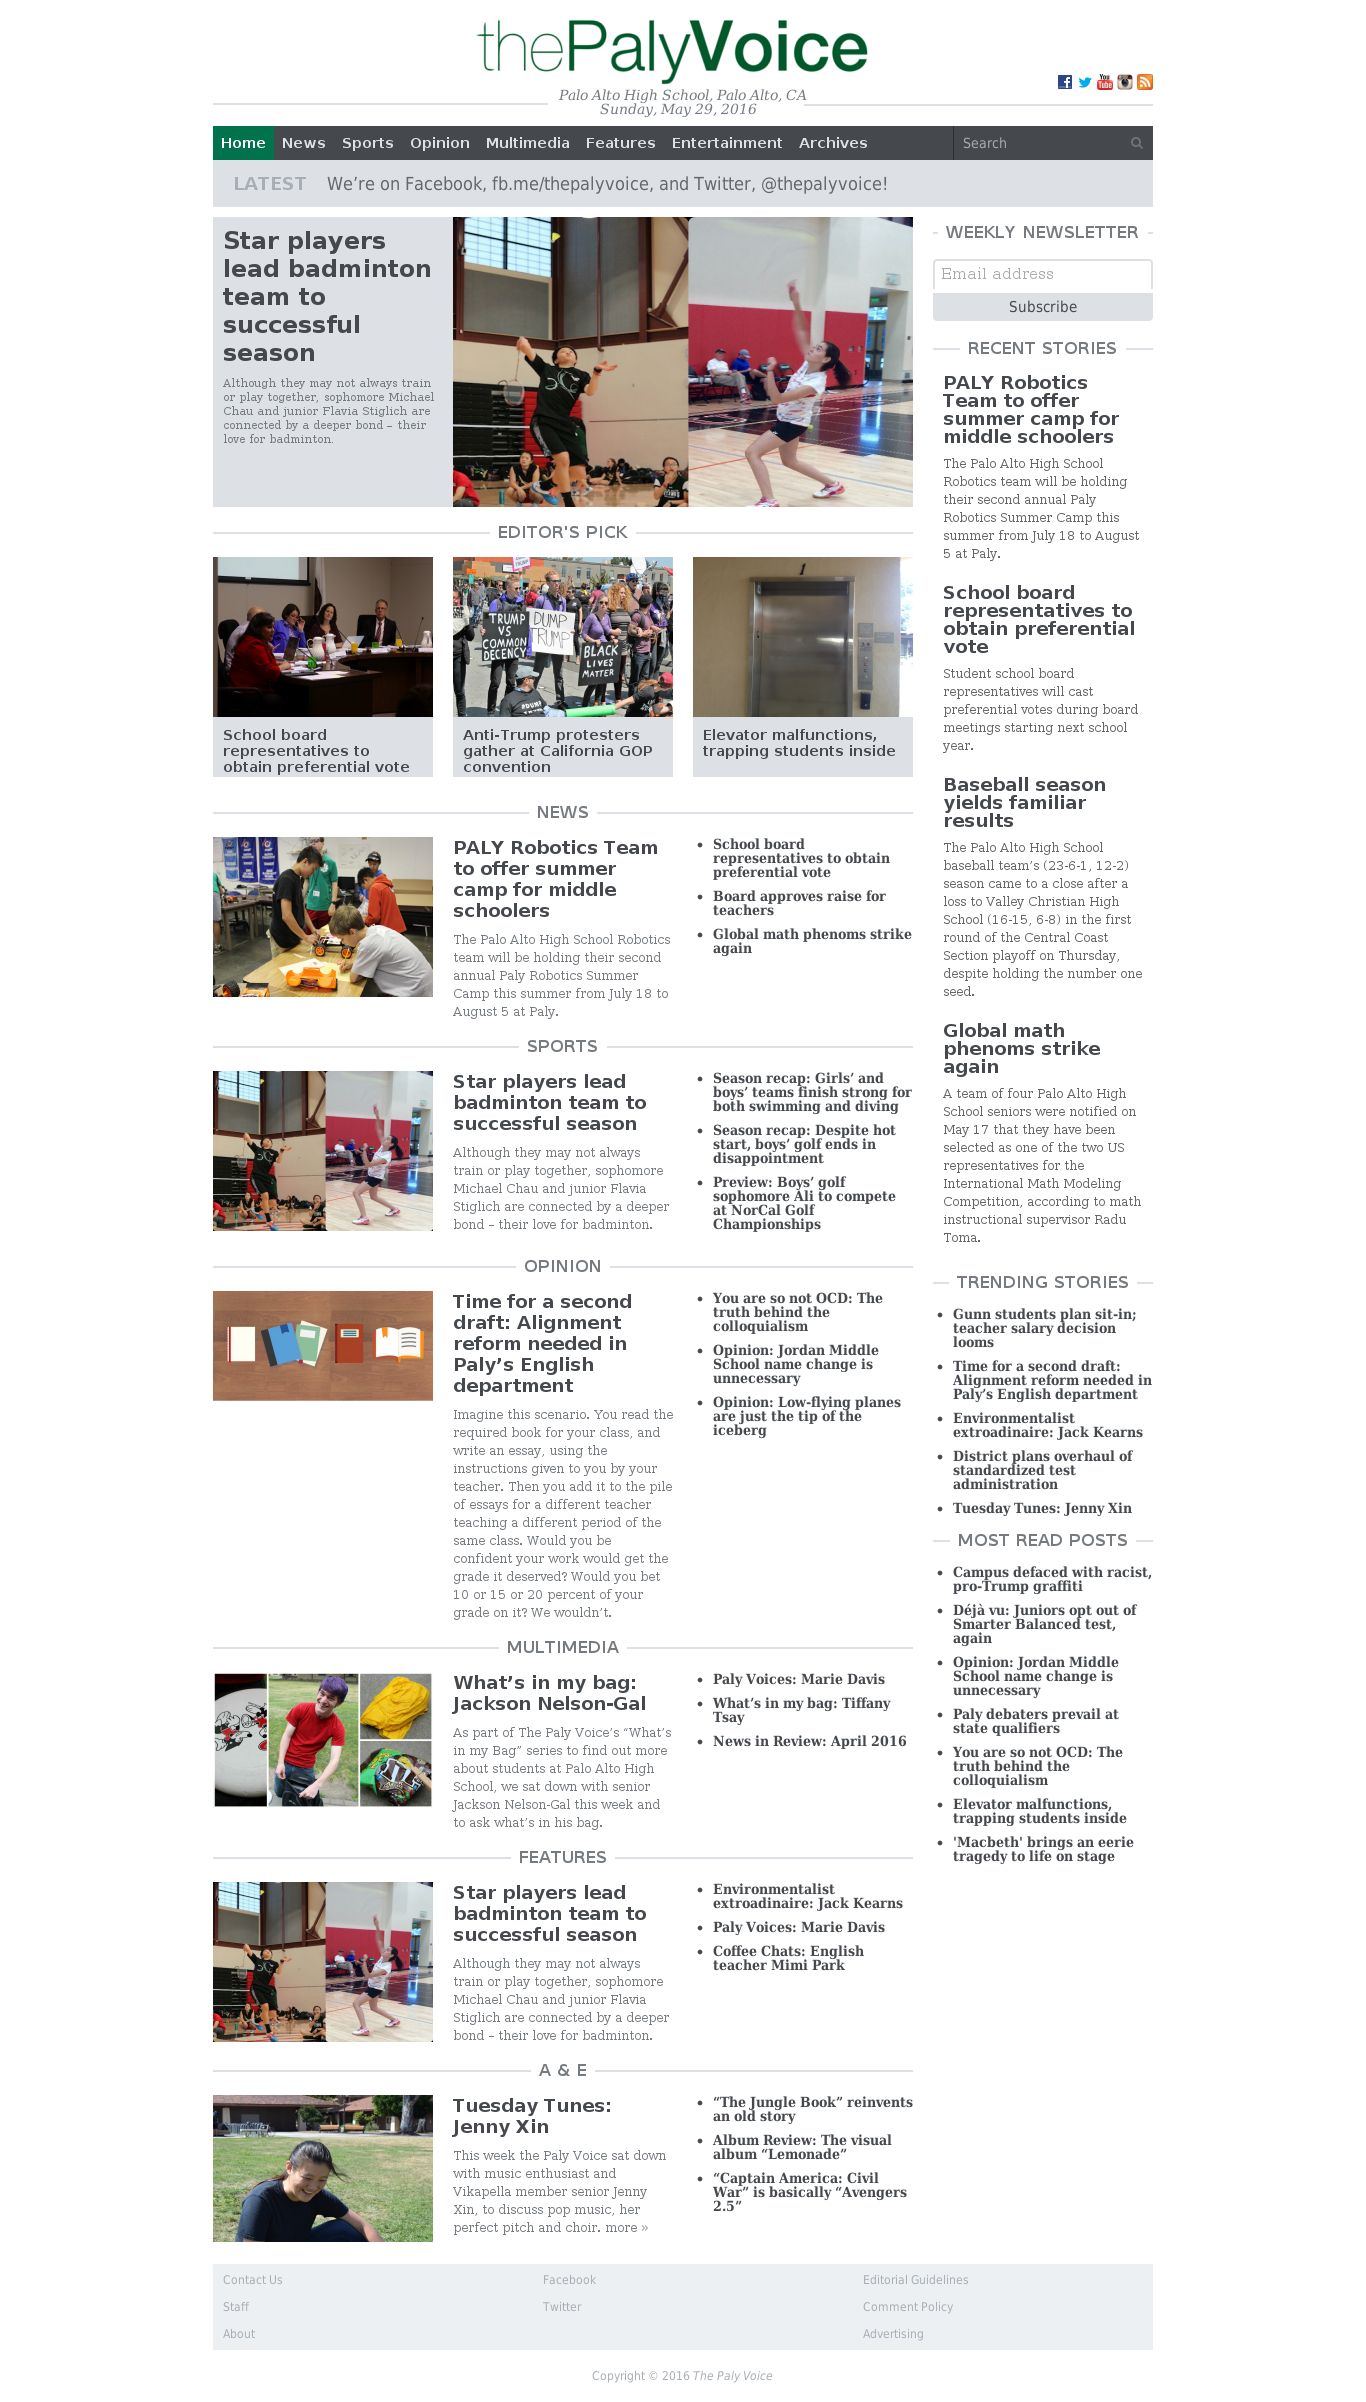 thePalyVoice
Palo Alto High School, Palo Alto, CA
Sunday, May 29, 2016
Home News Sports Opinion Multimedia Features Entertainment Archives Search
LATEST We’re on Facebook, fb.me/thepalyvoice, and Twitter, @thepalyvoice!
Star players
lead badminton
team to
successful
season
Although they may not always train
or play together, sophomore Michael
Chau and junior Flavia Stiglich are
connected by a deeper bond – their
love for badminton.
EDITOR'S PICK
TRUMP
VS
COMMON
DECENCY
DUMP
TRUMP
BLACK
LIVES
MATTER
1
School board
representatives to
obtain preferential vote
Anti-Trump protesters
gather at California GOP
convention
Elevator malfunctions,
trapping students inside
NEWS
PALY Robotics Team
to offer summer
camp for middle
schoolers
The Palo Alto High School Robotics
team will be holding their second
annual Paly Robotics Summer
Camp this summer from July 18 to
August 5 at Paly.
• School board
representatives to obtain
preferential vote
• Board approves raise for
teachers
• Global math phenoms strike
again
SPORTS
Star players lead
badminton team to
successful season
Although they may not always
train or play together, sophomore
Michael Chau and junior Flavia
Stiglich are connected by a deeper
bond – their love for badminton.
• Season recap: Girls’ and
boys’ teams finish strong for
both swimming and diving
• Season recap: Despite hot
start, boys’ golf ends in
disappointment
• Preview: Boys’ golf
sophomore Ali to compete
at NorCal Golf
Championships
OPINION
Time for a second
draft: Alignment
reform needed in
Paly’s English
department
Imagine this scenario. You read the
required book for your class, and
write an essay, using the
instructions given to you by your
teacher. Then you add it to the pile
of essays for a different teacher
teaching a different period of the
same class. Would you be
confident your work would get the
grade it deserved? Would you bet
10 or 15 or 20 percent of your
grade on it? We wouldn’t.
• You are so not OCD: The
truth behind the
colloquialism
• Opinion: Jordan Middle
School name change is
unnecessary
• Opinion: Low-flying planes
are just the tip of the
iceberg
MULTIMEDIA
What’s in my bag:
Jackson Nelson-Gal
As part of The Paly Voice’s “What’s
in my Bag” series to find out more
about students at Palo Alto High
School, we sat down with senior
Jackson Nelson-Gal this week and
to ask what’s in his bag.
• Paly Voices: Marie Davis
• What’s in my bag: Tiffany
Tsay
• News in Review: April 2016
FEATURES
Star players lead
badminton team to
successful season
Although they may not always
train or play together, sophomore
Michael Chau and junior Flavia
Stiglich are connected by a deeper
bond – their love for badminton.
• Environmentalist
extroadinaire: Jack Kearns
• Paly Voices: Marie Davis
• Coffee Chats: English
teacher Mimi Park
A & E
Tuesday Tunes:
Jenny Xin
This week the Paly Voice sat down
with music enthusiast and
Vikapella member senior Jenny
Xin, to discuss pop music, her
perfect pitch and choir. more »
• “The Jungle Book” reinvents
an old story
• Album Review: The visual
album “Lemonade”
• “Captain America: Civil
War” is basically “Avengers
2.5”
WEEKLY NEWSLETTER
Email address
Subscribe
RECENT STORIES
PALY Robotics
Team to offer
summer camp for
middle schoolers
The Palo Alto High School
Robotics team will be holding
their second annual Paly
Robotics Summer Camp this
summer from July 18 to August
5 at Paly.
School board
representatives to
obtain preferential
vote
Student school board
representatives will cast
preferential votes during board
meetings starting next school
year.
Baseball season
yields familiar
results
The Palo Alto High School
baseball team’s (23-6-1, 12-2)
season came to a close after a
loss to Valley Christian High
School (16-15, 6-8) in the first
round of the Central Coast
Section playoff on Thursday,
despite holding the number one
seed.
Global math
phenoms strike
again
A team of four Palo Alto High
School seniors were notified on
May 17 that they have been
selected as one of the two US
representatives for the
International Math Modeling
Competition, according to math
instructional supervisor Radu
Toma.
TRENDING STORIES
• Gunn students plan sit-in;
teacher salary decision
looms
• Time for a second draft:
Alignment reform needed in
Paly’s English department
• Environmentalist
extroadinaire: Jack Kearns
• District plans overhaul of
standardized test
administration
• Tuesday Tunes: Jenny Xin
MOST READ POSTS
• Campus defaced with racist,
pro-Trump graffiti
• Déjà vu: Juniors opt out of
Smarter Balanced test,
again
• Opinion: Jordan Middle
School name change is
unnecessary
• Paly debaters prevail at
state qualifiers
• You are so not OCD: The
truth behind the
colloquialism
• Elevator malfunctions,
trapping students inside
• 'Macbeth' brings an eerie
tragedy to life on stage
Contact Us Facebook Editorial Guidelines
Staff Twitter Comment Policy
About Advertising
Copyright © 2016 The Paly Voice